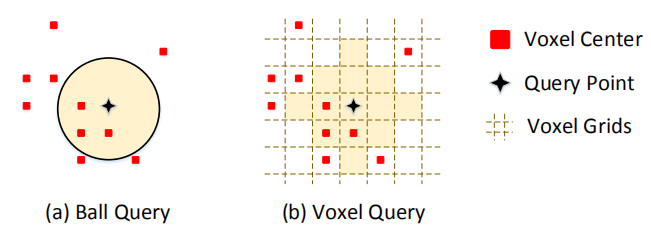 Voxel Center
Query Point
Voxel Grids
(a) Ball Query
(b) Voxel Query